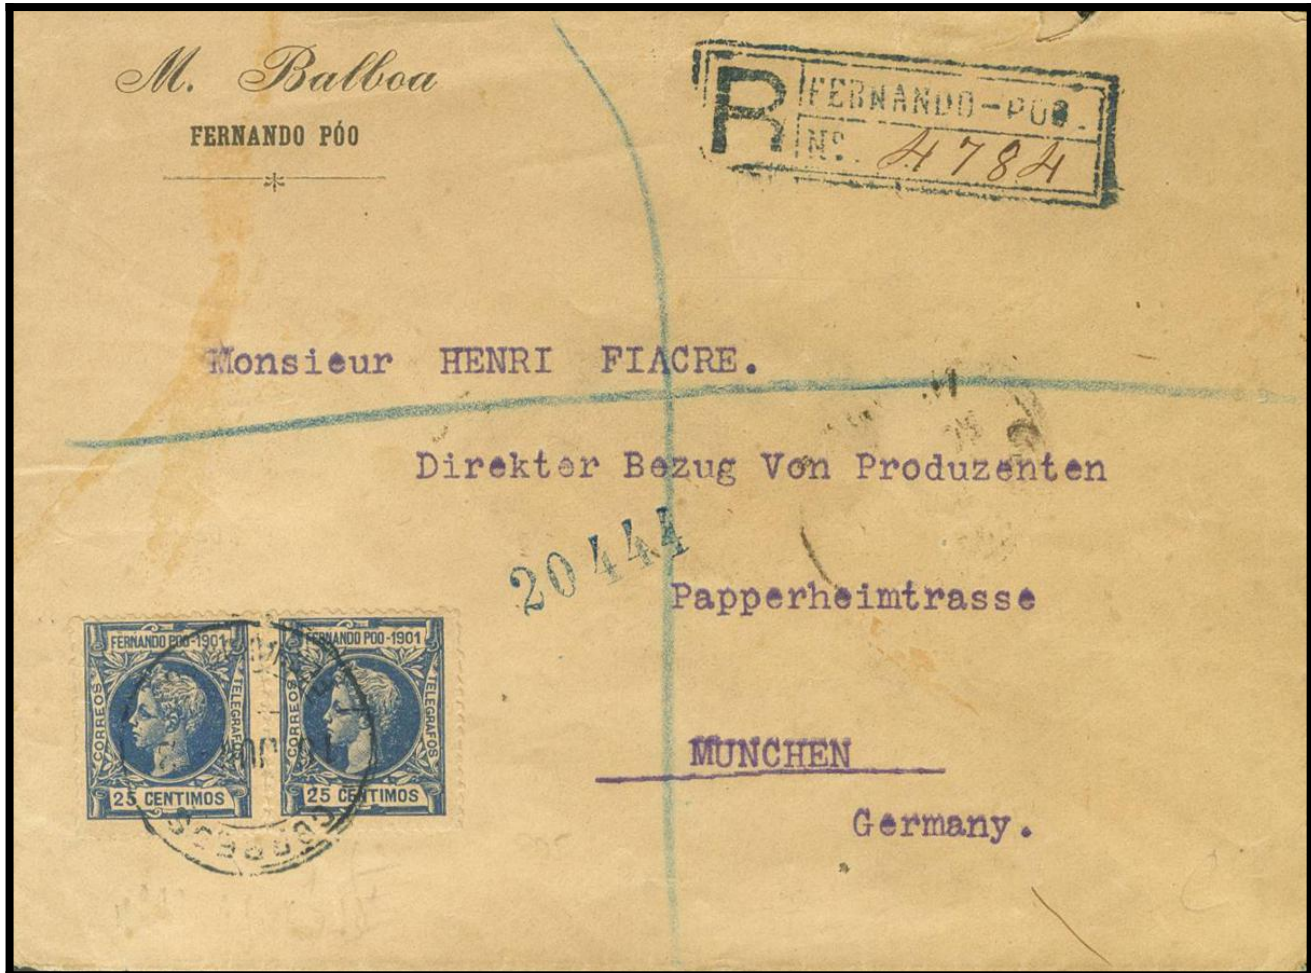 M. Balboa
FERNANDO PÓO
R
FERNANDO-POO.
Nº. 4784
Monsieur HENRI FIACRE.
Direkter Bezug Von Produzenten
20444
Papperheimtrasse
FERNANDO POO-1901
CORREOS
TELEGRAFOS
25 CENTIMOS
FERNANDO POO-1901
CORREOS
TELEGRAFOS
25 CENTIMOS
CORREOS
MUNCHEN
Germany.